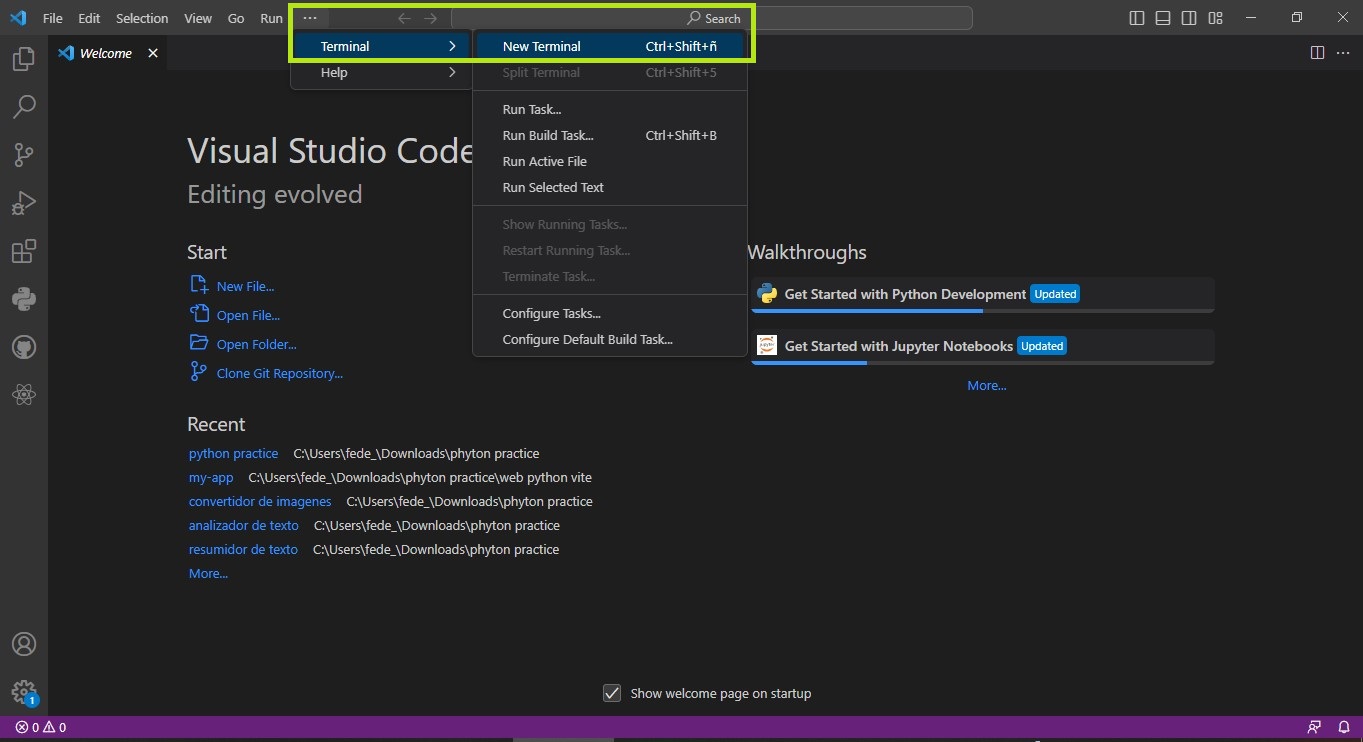 File Edit Selection View Go Run ··· Search
Welcome
Terminal
Help
New Terminal Ctrl+Shift+ñ
Split Terminal Ctrl+Shift+5
Run Task...
Run Build Task... Ctrl+Shift+B
Run Active File
Run Selected Text
Show Running Tasks...
Restart Running Task...
Terminate Task...
Configure Tasks...
Configure Default Build Task...
Visual Studio Code
Editing evolved
Start
New File...
Open File...
Open Folder...
Clone Git Repository...
Recent
python practice C:\Users\fede_\Downloads\phyton practice
my-app C:\Users\fede_\Downloads\phyton practice\web python vite
convertidor de imagenes C:\Users\fede_\Downloads\phyton practice
analizador de texto C:\Users\fede_\Downloads\phyton practice
resumidor de texto C:\Users\fede_\Downloads\phyton practice
More...
Walkthroughs
Get Started with Python Development Updated
Get Started with Jupyter Notebooks Updated
More...
Show welcome page on startup
1
0 0